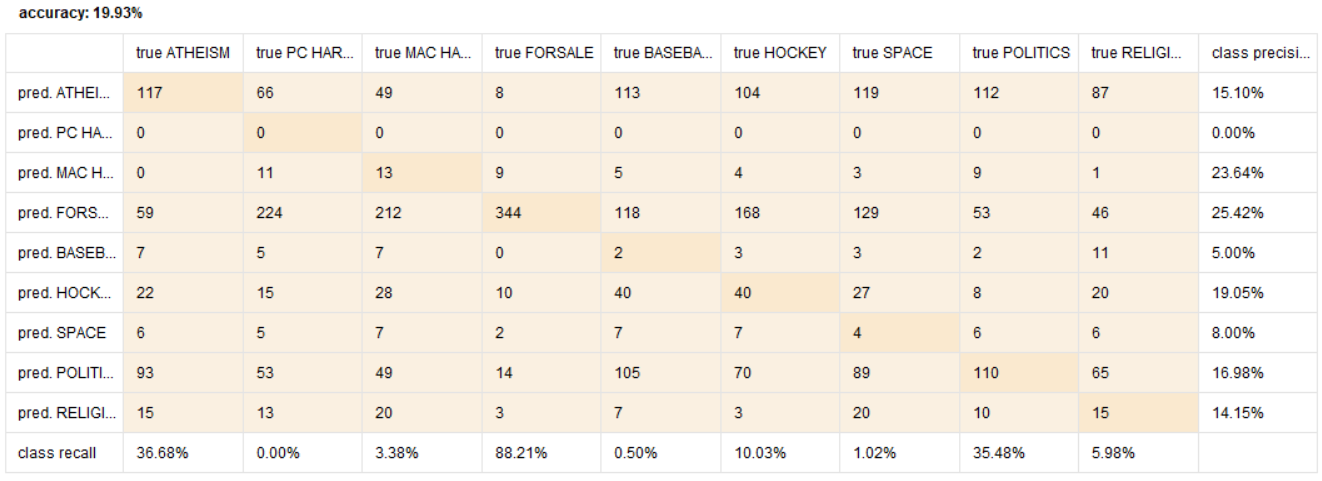 accuracy: 19.93%
true ATHEISM true PC HAR... true MAC HA... true FORSALE true BASEBA... true HOCKEY true SPACE true POLITICS true RELIGI... class precisi...
pred. ATHEI... 117 66 49 8 113 104 119 112 87 15.10%
pred. PC HA... 0 0 0 0 0 0 0 0 0 0.00%
pred. MAC H... 0 11 13 9 5 4 3 9 1 23.64%
pred. FORS... 59 224 212 344 118 168 129 53 46 25.42%
pred. BASEB... 7 5 7 0 2 3 3 2 11 5.00%
pred. HOCK... 22 15 28 10 40 40 27 8 20 19.05%
pred. SPACE 6 5 7 2 7 7 4 6 6 8.00%
pred. POLITI... 93 53 49 14 105 70 89 110 65 16.98%
pred. RELIGI... 15 13 20 3 7 3 20 10 15 14.15%
class recall 36.68% 0.00% 3.38% 88.21% 0.50% 10.03% 1.02% 35.48% 5.98%